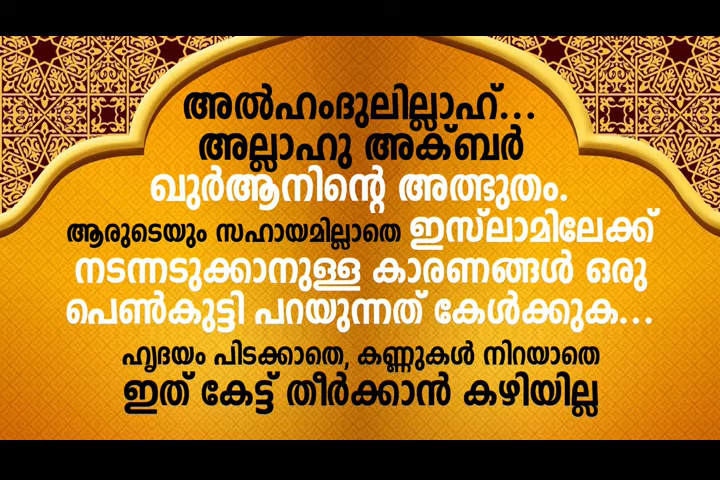 അൽഹംദുലില്ലാഹ്...
അല്ലാഹു അക്ബർ
ഖുർആനിന്റെ അത്ഭുതം.
ആരുടെയും സഹായമില്ലാതെ ഇസ്‌ലാമിലേക്ക്
നടന്നടുക്കാനുള്ള കാരണങ്ങൾ ഒരു
പെൺകുട്ടി പറയുന്നത് കേൾക്കുക...
ഹൃദയം പിടക്കാതെ, കണ്ണുകൾ നിറയാതെ
ഇത് കേട്ട് തീർക്കാൻ കഴിയില്ല